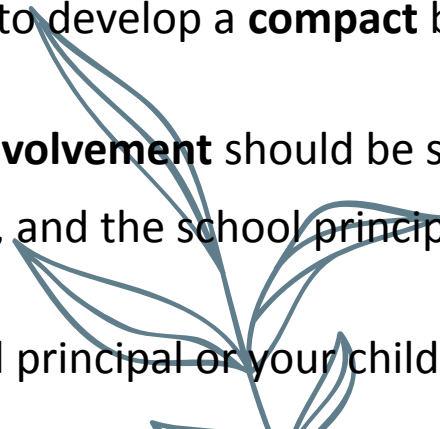 to develop a compact b
volvement should be s
, and the school princip
l principal or your child